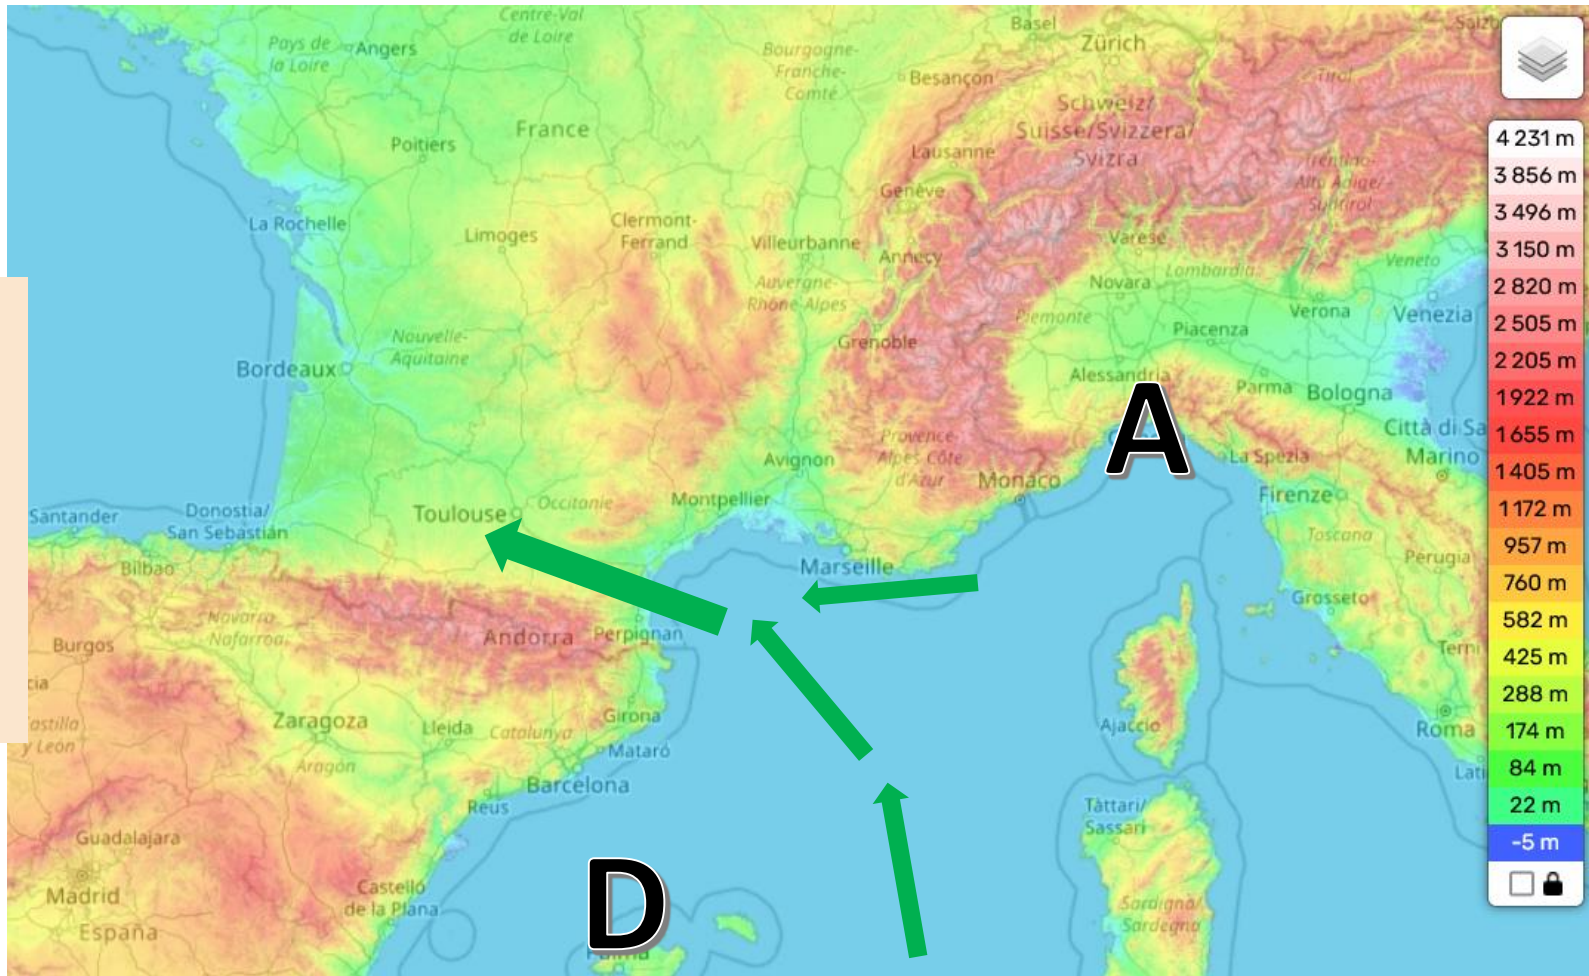 Centre-Val
de Loire
Pays de
la Loire
Angers
Bourgogne-
Franche-
Comté
Basel
Zürich
Salzb
Besançon
Tirol
France
Poitiers
Schweiz/
Suisse/Svizzera/
Svizra
Lausanne
Trentino-
Alto Adige/-
Südtirol
Genève
La Rochelle
Limoges
Clermont-
Ferrand
Villeurbanne
Annecy
Varese
Lombardia
Veneto
Novara
Auvergne-
Rhône-Alpes
Piemonte
Verona
Venezia
Piacenza
Nouvelle-
Aquitaine
Grenoble
Bordeaux
Alessandria
Parma
Bologna
A
Città di Sa
Marino
Provence-
Alpes-Côte
d'Azur
Avignon
La Spezia
Monaco
Firenze
Montpellier
Toulouse
Occitanie
Santander
Donostia/
San Sebastián
Toscana
Perugia
Bilbao
Marseille
Grosseto
Navarra -
Nafarroa
Andorra
Perpignan
Burgos
Terni
cia
Girona
Zaragoza
Lleida
Catalunya
Ajaccio
Roma
astilla
y León
Mataró
Aragón
Barcelona
Lati
Reus
Tàttari/
Sassari
Guadalajara
Madrid
Castelló
de la Plana
D
Sardigna/
Sardegna
España
Palma
4 231 m
3 856 m
3 496 m
3 150 m
2 820 m
2 505 m
2 205 m
1 922 m
1 655 m
1 405 m
1 172 m
957 m
760 m
582 m
425 m
288 m
174 m
84 m
22 m
-5 m